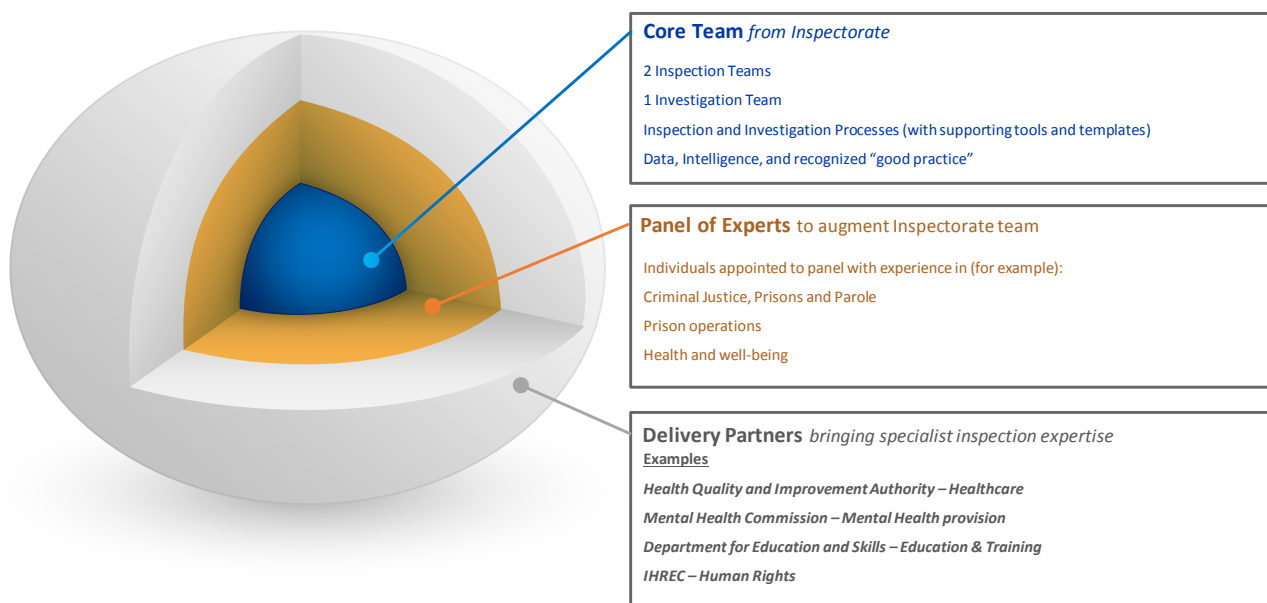 Core Team from Inspectorate
2 Inspection Teams
1 Investigation Team
Inspection and Investigation Processes (with supporting tools and templates)
Data, Intelligence, and recognized “good practice”
Panel of Experts to augment Inspectorate team
Individuals appointed to panel with experience in (for example):
Criminal Justice, Prisons and Parole
Prison operations
Health and well-being
Delivery Partners bringing specialist inspection expertise
Examples
Health Quality and Improvement Authority – Healthcare
Mental Health Commission – Mental Health provision
Department for Education and Skills – Education & Training
IHREC – Human Rights